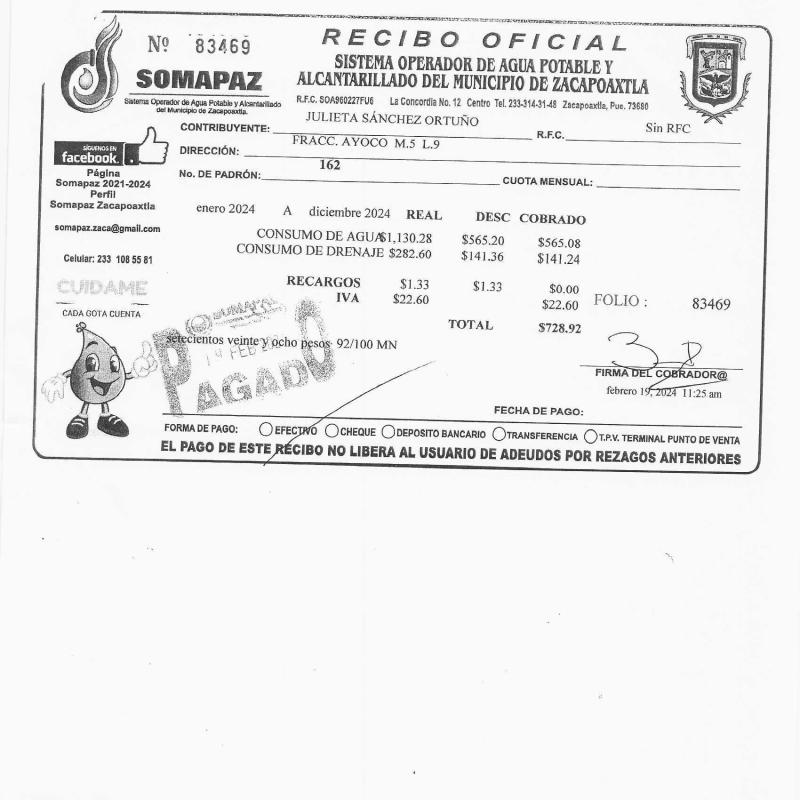 Nº 83469
RECIBO OFICIAL
SOMAPAZ
Sistema Operador de Agua Potable y Alcantarillado
del Municipio de Zacapoaxtla.
SISTEMA OPERADOR DE AGUA POTABLE Y
ALCANTARILLADO DEL MUNICIPIO DE ZACAPOAXTLA
R.F.C. SOA960227FU6 La Concordia No. 12 Centro Tel. 233-314-31-48 Zacapoaxtla, Pue. 73680
CONTRIBUYENTE: JULIETA SÁNCHEZ ORTUÑO R.F.C. Sin RFC
DIRECCIÓN: FRACC. AYOCO M.5 L.9
No. DE PADRÓN: 162 CUOTA MENSUAL:
SÍGUENOS EN
facebook.
Página
Somapaz 2021-2024
Perfil
Somapaz Zacapoaxtla
somapaz.zaca@gmail.com
Celular: 233 108 55 81
CUIDAME
CADA GOTA CUENTA
enero 2024 A diciembre 2024 REAL DESC COBRADO
CONSUMO DE AGUA $1,130.28 $565.20 $565.08
CONSUMO DE DRENAJE $282.60 $141.36 $141.24
RECARGOS $1.33 $1.33 $0.00
IVA $22.60 $22.60
FOLIO : 83469
TOTAL $728.92
setecientos veinte y ocho pesos 92/100 MN
SOMAPAZ
19 FEB
PAGADO
FIRMA DEL COBRADOR@
febrero 19, 2024 11:25 am
FECHA DE PAGO:
FORMA DE PAGO: EFECTIVO CHEQUE DEPOSITO BANCARIO TRANSFERENCIA T.P.V. TERMINAL PUNTO DE VENTA
EL PAGO DE ESTE RECIBO NO LIBERA AL USUARIO DE ADEUDOS POR REZAGOS ANTERIORES